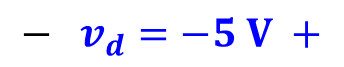 − v_d = −5 V +